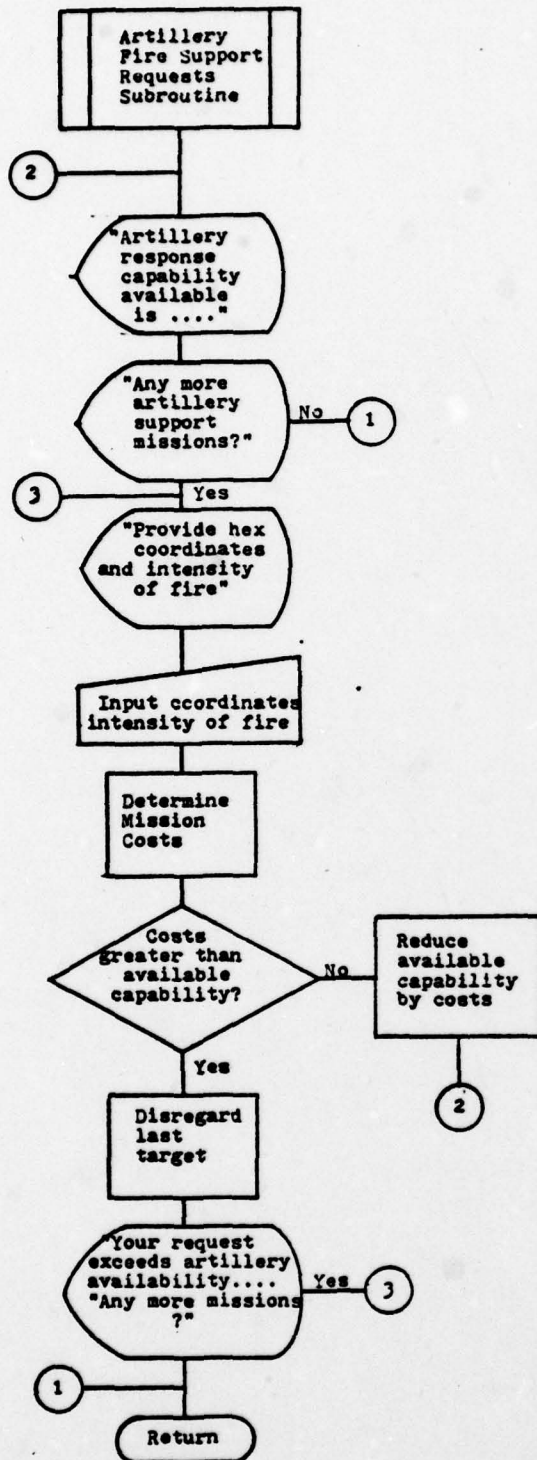 Artillery
Fire Support
Requests
Subroutine
2
"Artillery
response
capability
available
is ...."
"Any more
artillery
support
missions?"
No
1
3
Yes
"Provide hex
coordinates
and intensity
of fire"
Input coordinates
intensity of fire
Determine
Mission
Costs
Costs
greater than
available
capability?
No
Reduce
available
capability
by costs
2
Yes
Disregard
last
target
"Your request
exceeds artillery
availability....
"Any more missions
?"
Yes
3
1
Return